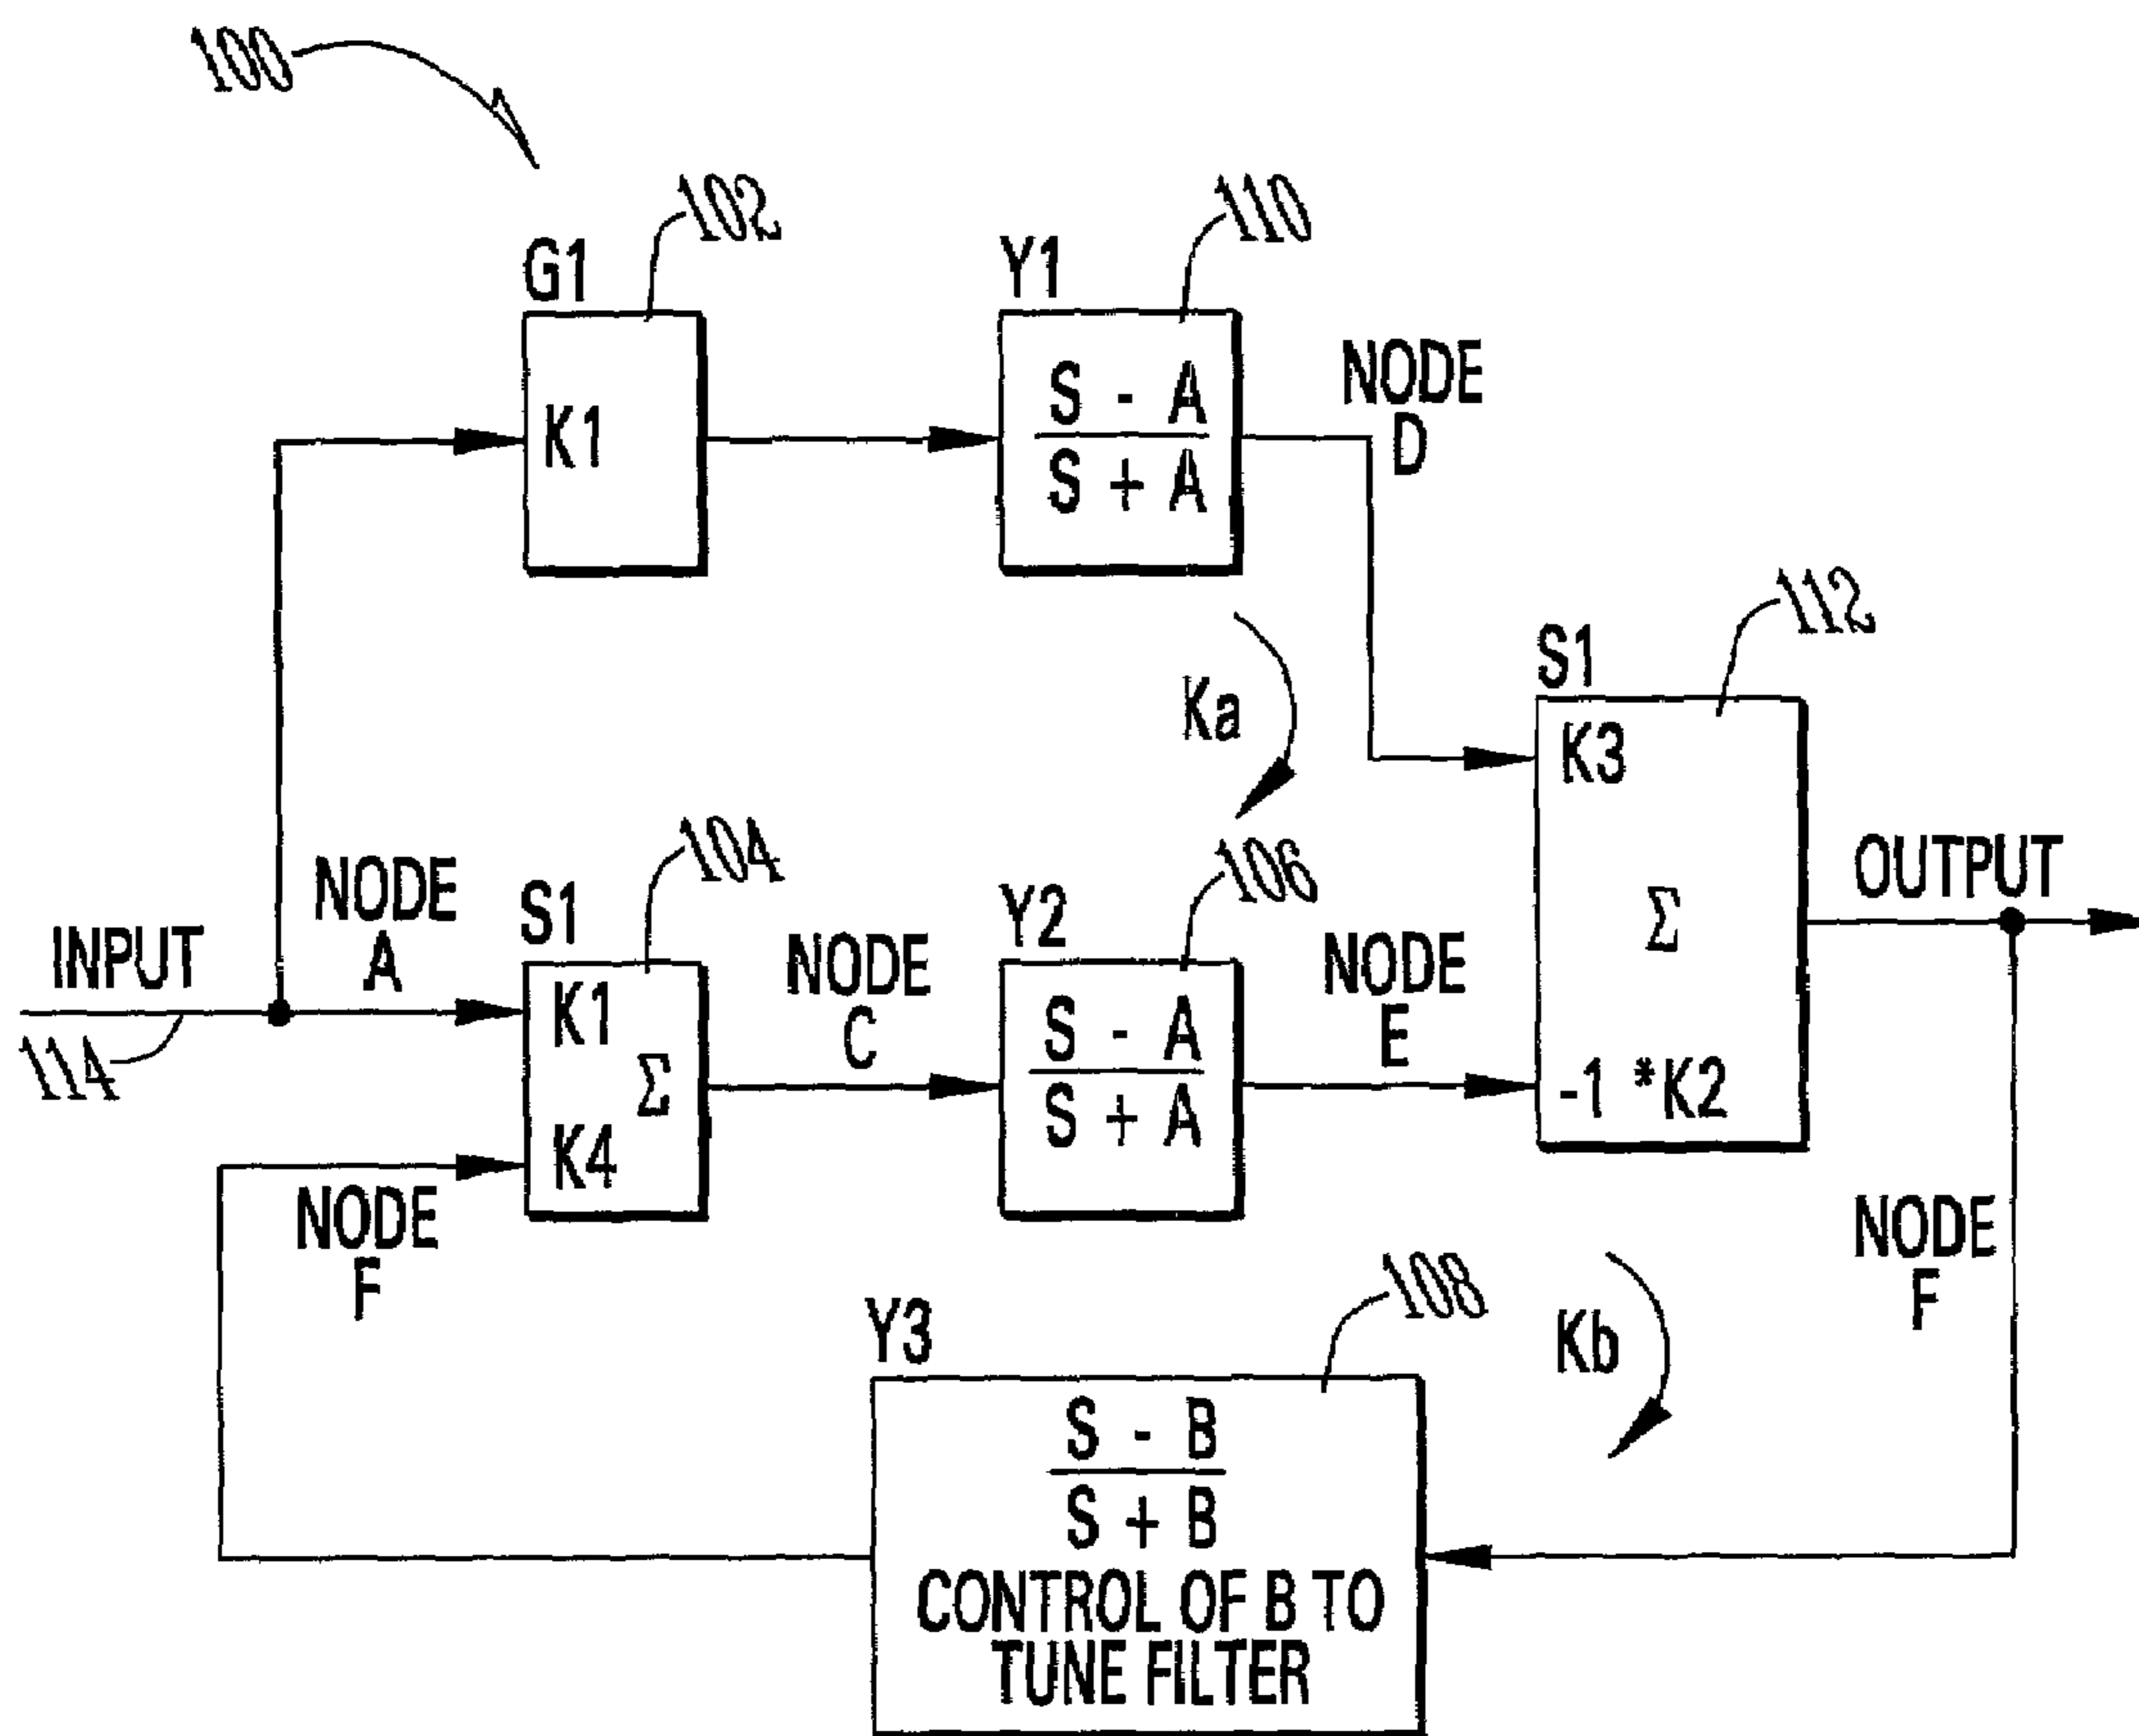 100
102
110
G1
Y1
K1
S - A
S + A
NODE
D
112
S1
K3
Ka
104
106
NODE
A
INPUT
114
S1
K1
Σ
K4
NODE
C
Y2
S - A
S + A
NODE
E
Σ
-1 *K2
OUTPUT
NODE
F
NODE
F
108
Y3
Kb
S - B
S + B
CONTROL OF B TO
TUNE FILTER